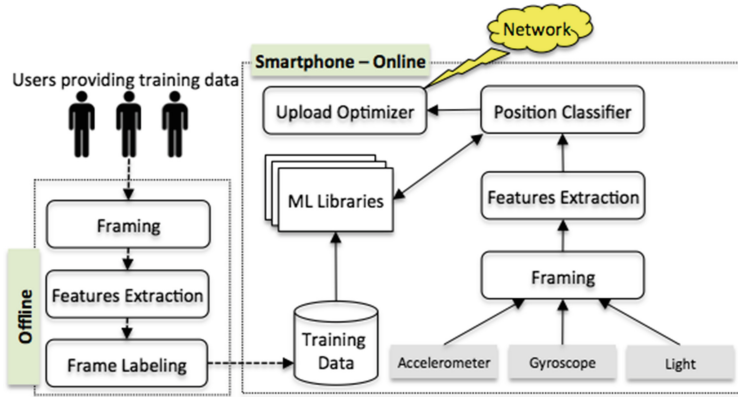 Network
Smartphone – Online
Users providing training data
Upload Optimizer
Position Classifier
ML Libraries
Features Extraction
Framing
Framing
Features Extraction
Offline
Frame Labeling
Training
Data
Accelerometer
Gyroscope
Light